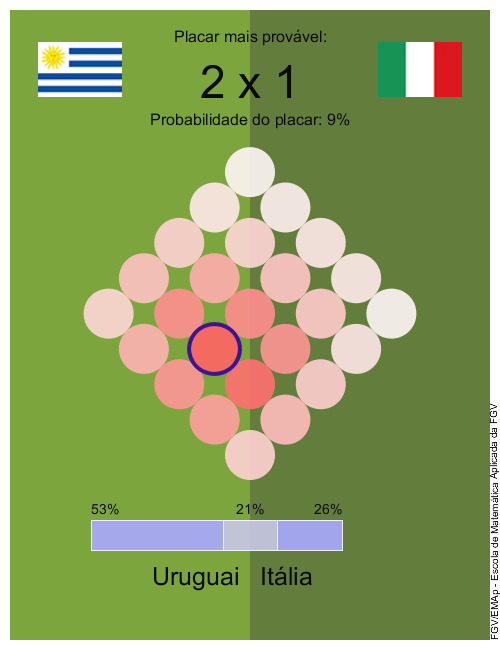 Placar mais provável:
2 x 1
Probabilidade do placar: 9%
53%
21%
26%
Uruguai
Itália
FGV/EMAp - Escola de Matemática Aplicada da FGV